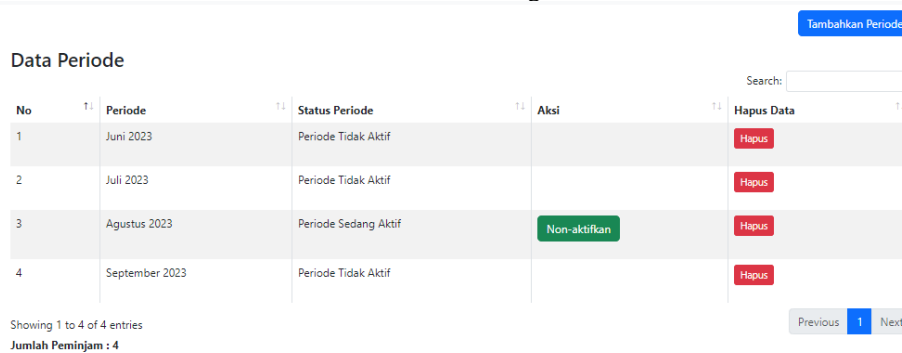 Tambahkan Periode
Data Periode
Search:
No Periode Status Periode Aksi Hapus Data
1 Juni 2023 Periode Tidak Aktif Hapus
2 Juli 2023 Periode Tidak Aktif Hapus
3 Agustus 2023 Periode Sedang Aktif Non-aktifkan Hapus
4 September 2023 Periode Tidak Aktif Hapus
Showing 1 to 4 of 4 entries Previous 1 Next
Jumlah Peminjam : 4